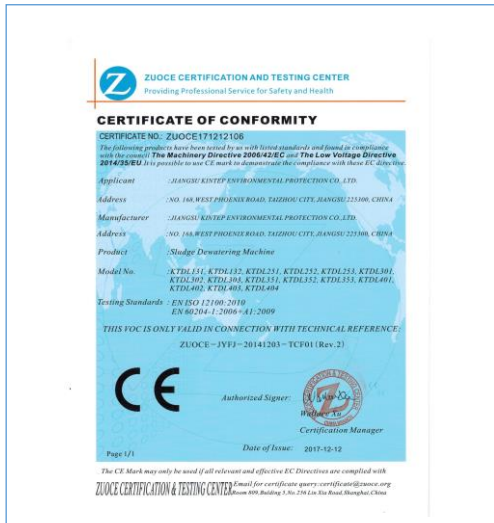 Z
ZUOCE CERTIFICATION AND TESTING CENTER
Providing Professional Service for Safety and Health
CERTIFICATE OF CONFORMITY
CERTIFICATE NO.: ZUOCE171212106
The following products have been tested by us with listed standards and found in compliance
with the council The Machinery Directive 2006/42/EC and The Low Voltage Directive
2014/35/EU. It is possible to use CE mark to demonstrate the compliance with these EC directive.
Applicant :JIANGSU KINTEP ENVIRONMENTAL PROTECTION CO., LTD.
Address :NO. 168, WEST PHOENIX ROAD, TAIZHOU CITY, JIANGSU 225300, CHINA
Manufacturer :JIANGSU KINTEP ENVIRONMENTAL PROTECTION CO., LTD.
Address :NO. 168, WEST PHOENIX ROAD, TAIZHOU CITY, JIANGSU 225300, CHINA
Product :Sludge Dewatering Machine
Model No. :KTDL131, KTDL132, KTDL251, KTDL252, KTDL253, KTDL301,
KTDL302, KTDL303, KTDL351, KTDL352, KTDL353, KTDL401,
KTDL402, KTDL403, KTDL404
Testing Standards : EN ISO 12100:2010
EN 60204-1:2006+A1:2009
THIS VOC IS ONLY VALID IN CONNECTION WITH TECHNICAL REFERENCE:
ZUOCE-JYFJ-20141203-TCF01(Rev.2)
CE
Authorized Signer:
Wallace Xu
Certification Manager
Page 1/1
Date of Issue: 2017-12-12
The CE Mark may only be used if all relevant and effective EC Directives are complied with
ZUOCE CERTIFICATION & TESTING CENTER
Email for certificate query:certificate@zuoce.org
Room 809, Building 3, No. 256 Lin Xia Road, Shanghai, China